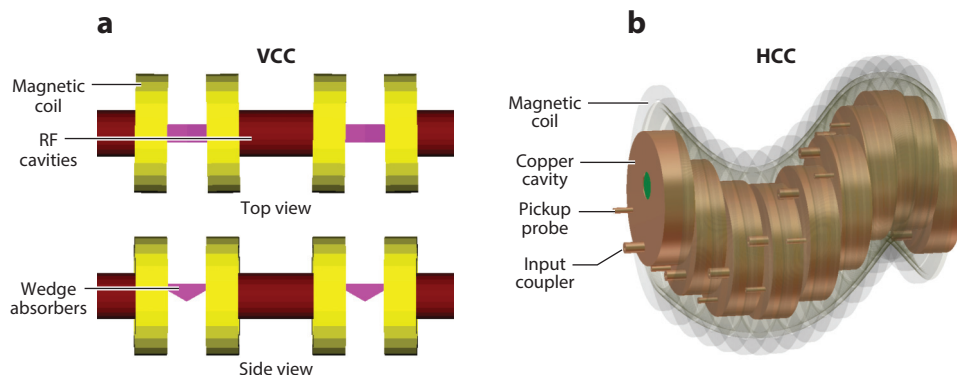 a
VCC
Magnetic
coil
RF
cavities
Top view
Wedge
absorbers
Side view
b
HCC
Magnetic
coil
Copper
cavity
Pickup
probe
Input
coupler